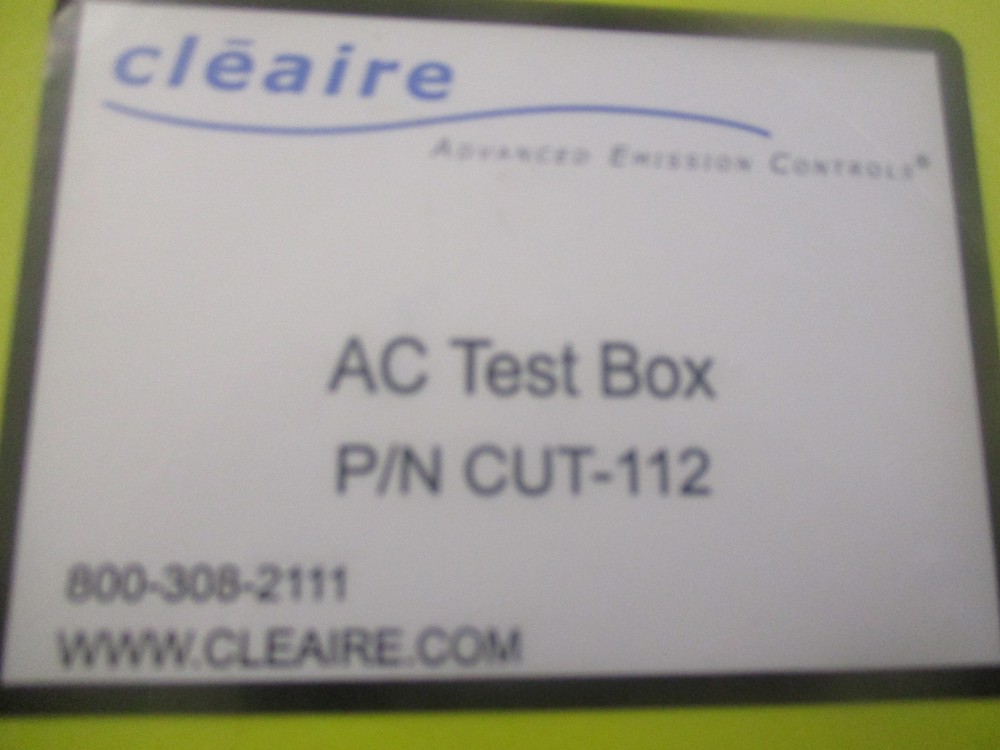 clēaire
Advanced Emission Controls®
AC Test Box
P/N CUT-112
800-308-2111
WWW.CLEAIRE.COM